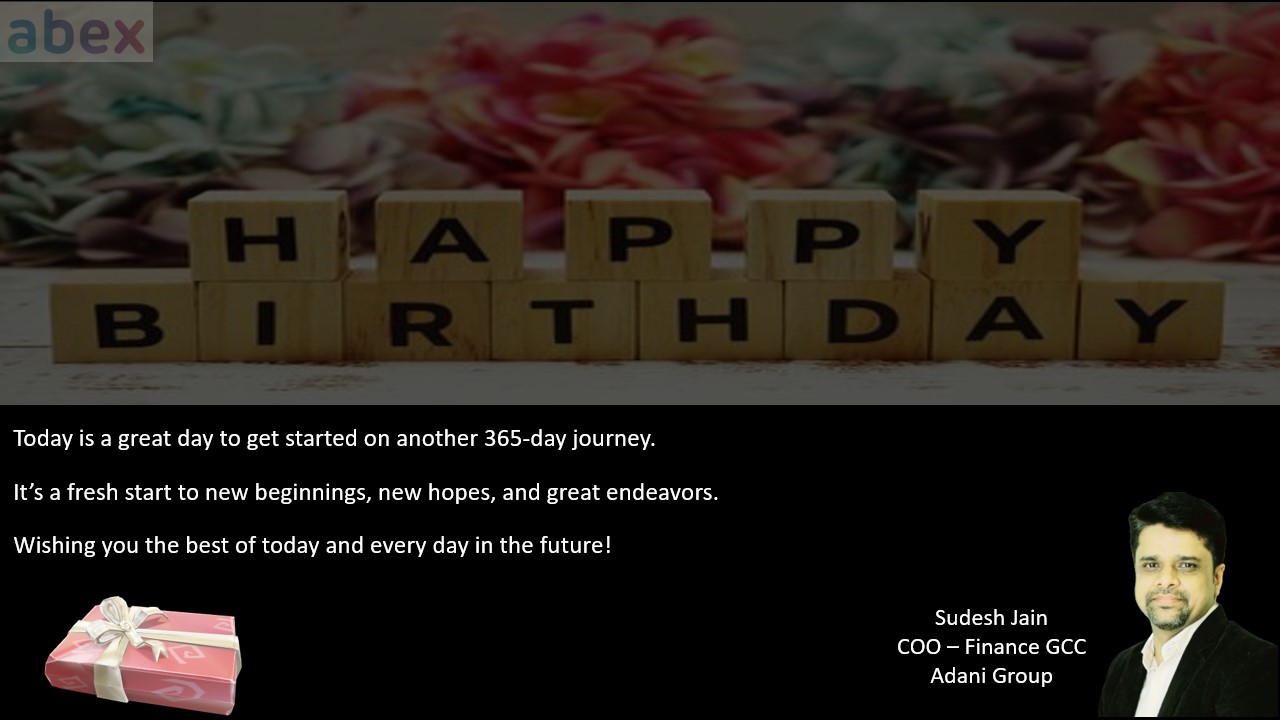 abex
HAPPY
BIRTHDAY
Today is a great day to get started on another 365-day journey.
It’s a fresh start to new beginnings, new hopes, and great endeavors.
Wishing you the best of today and every day in the future!
Sudesh Jain
COO – Finance GCC
Adani Group